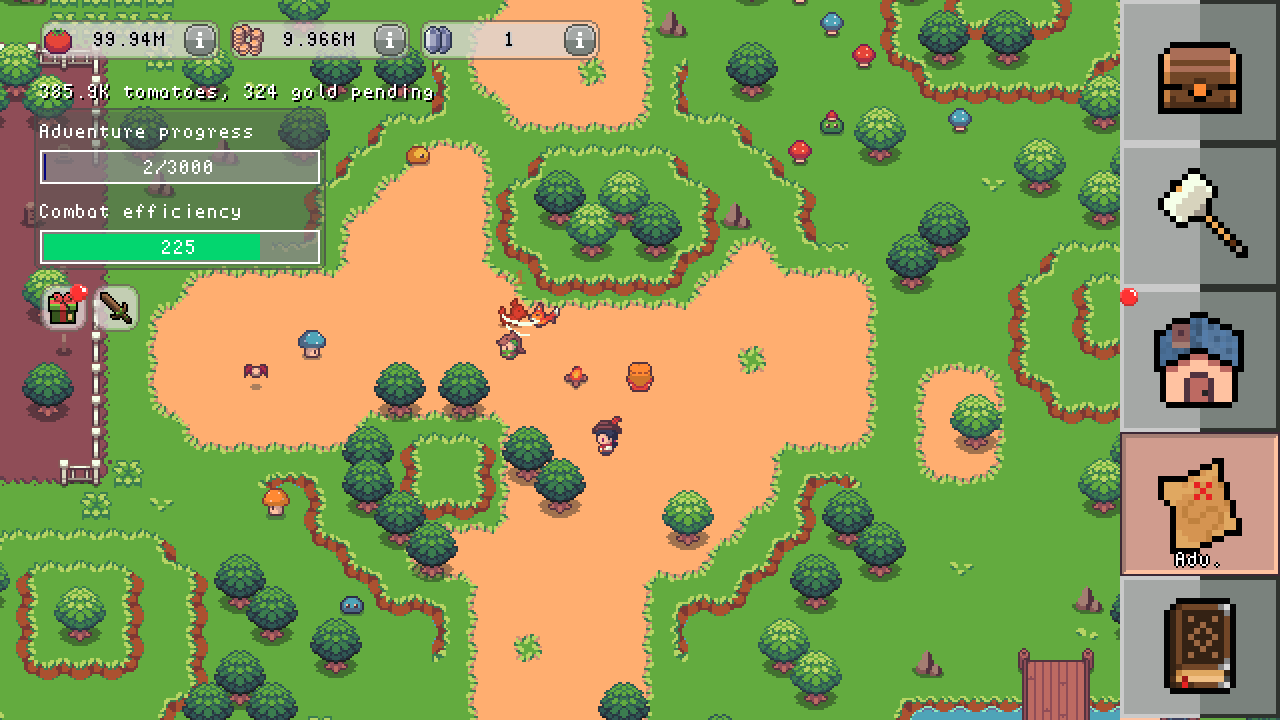 99.94M 9.966M 1
385.9K tomatoes, 324 gold pending
Adventure progress
2/3000
Combat efficiency
225
Adv.